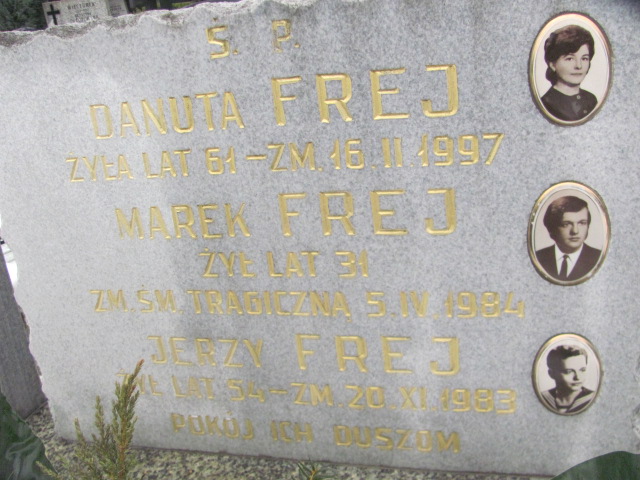 Ś. P.
DANUTA FREJ
ŻYŁA LAT 61 - ZM. 16. II. 1997
MAREK FREJ
ŻYŁ LAT 31
ZM. ŚM. TRAGICZNĄ 5. IV. 1984
JERZY FREJ
ŻYŁ LAT 54 - ZM. 20. XI. 1983
POKÓJ ICH DUSZOM